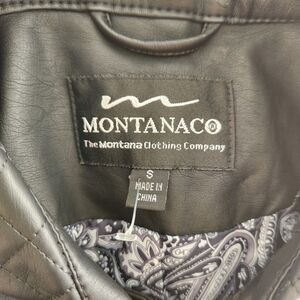 MONTANACO
The Montana Clothing Company
S
MADE IN
CHINA